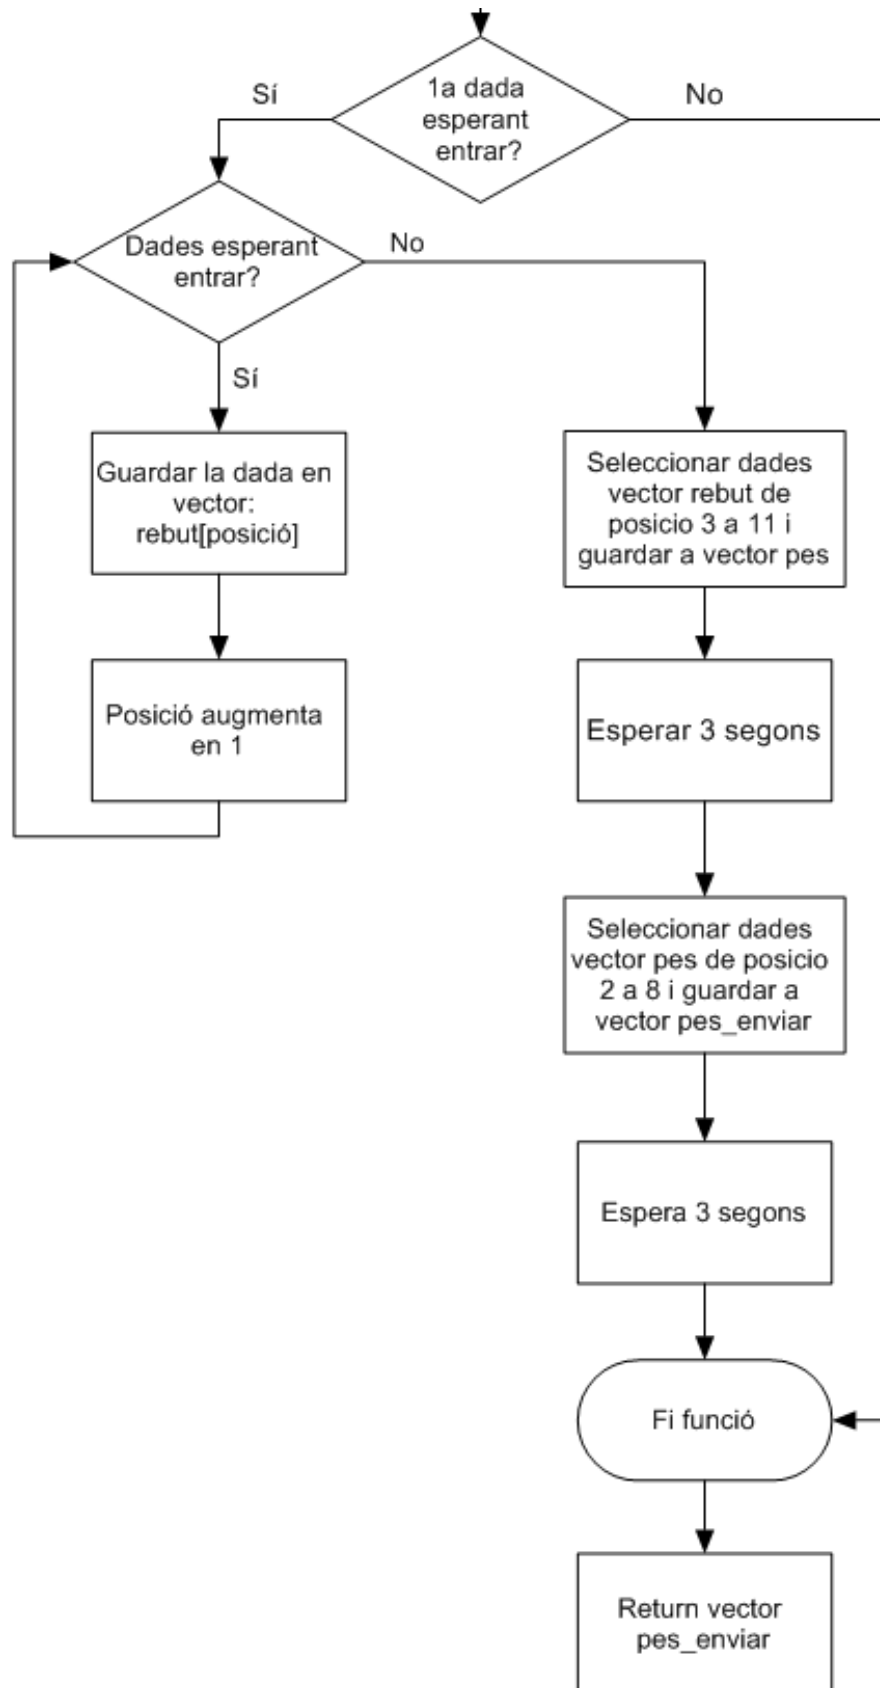 1a dada
esperant
entrar?
Sí
No
Dades esperant
entrar?
No
Sí
Guardar la dada en
vector:
rebut[posició]
Posició augmenta
en 1
Seleccionar dades
vector rebut de
posicio 3 a 11 i
guardar a vector pes
Esperar 3 segons
Seleccionar dades
vector pes de posicio
2 a 8 i guardar a
vector pes_enviar
Espera 3 segons
Fi funció
Return vector
pes_enviar